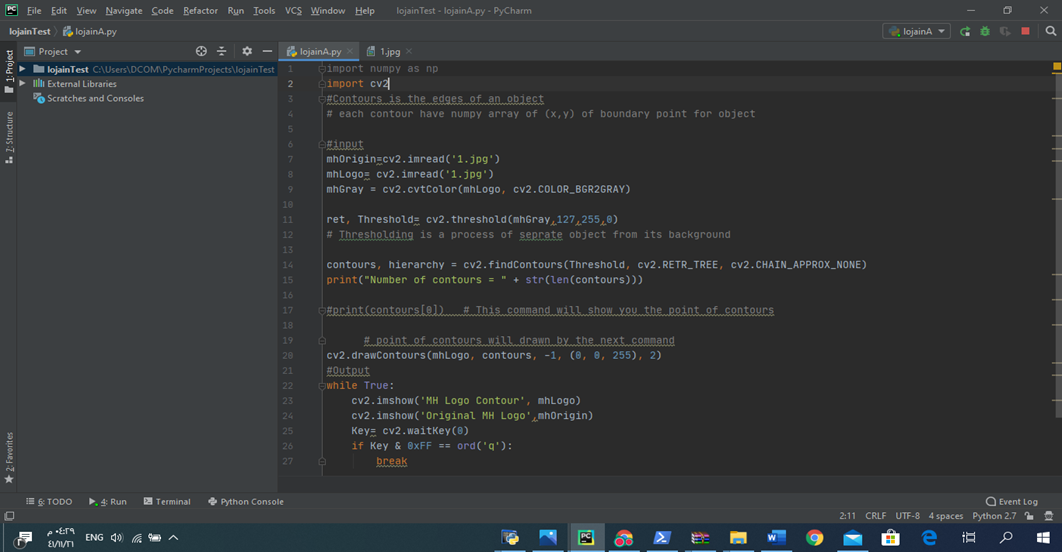 File Edit View Navigate Code Refactor Run Tools VCS Window Help lojainTest - lojainA.py - PyCharm
lojainTest lojainA.py lojainA
Project lojainA.py 1.jpg
1: Project
7: Structure
2: Favorites
lojainTest C:\Users\DCOM\PycharmProjects\lojainTest
External Libraries
Scratches and Consoles
1 import numpy as np
2 import cv2
3 #Contours is the edges of an object
4 # each contour have numpy array of (x,y) of boundary point for object
5
6 #input
7 mhOrigin=cv2.imread('1.jpg')
8 mhLogo= cv2.imread('1.jpg')
9 mhGray = cv2.cvtColor(mhLogo, cv2.COLOR_BGR2GRAY)
10
11 ret, Threshold= cv2.threshold(mhGray,127,255,0)
12 # Thresholding is a process of seprate object from its background
13
14 contours, hierarchy = cv2.findContours(Threshold, cv2.RETR_TREE, cv2.CHAIN_APPROX_NONE)
15 print("Number of contours = " + str(len(contours)))
16
17 #print(contours[0])   # This command will show you the point of contours
18
19 # point of contours will drawn by the next command
20 cv2.drawContours(mhLogo, contours, -1, (0, 0, 255), 2)
21 #Output
22 while True:
23 cv2.imshow('MH Logo Contour', mhLogo)
24 cv2.imshow('Original MH Logo',mhOrigin)
25 Key= cv2.waitKey(0)
26 if Key & 0xFF == ord('q'):
27 break
6: TODO 4: Run Terminal Python Console Event Log
2:11 CRLF UTF-8 4 spaces Python 2.7
ENG